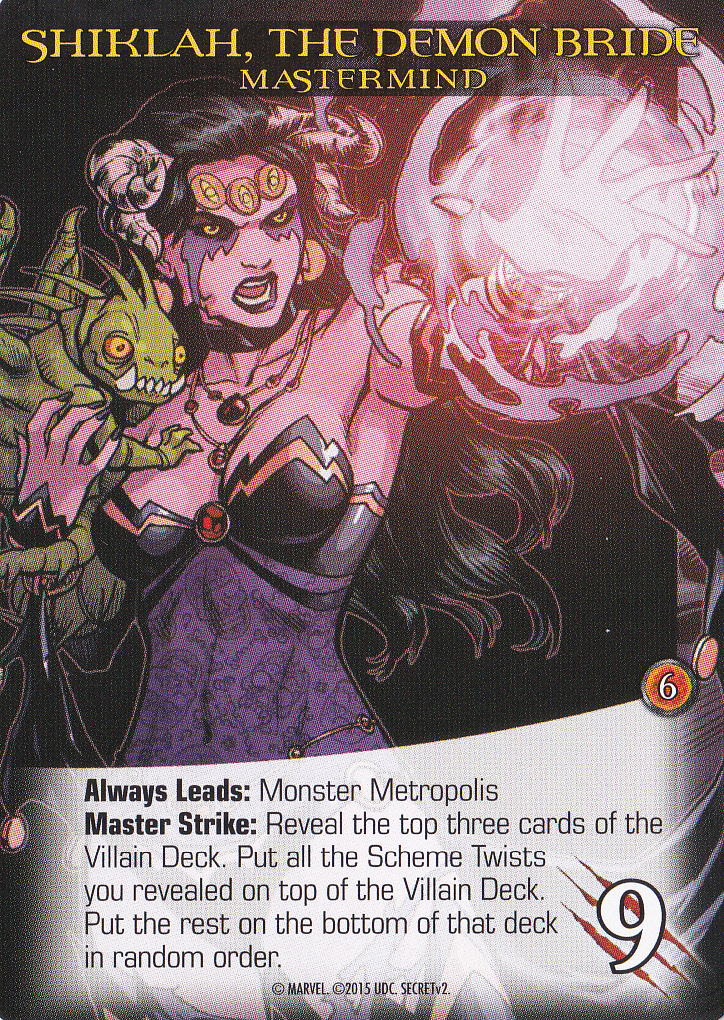 SHIKLAH, THE DEMON BRIDE
MASTERMIND
6
Always Leads: Monster Metropolis
Master Strike: Reveal the top three cards of the
Villain Deck. Put all the Scheme Twists
you revealed on top of the Villain Deck.
Put the rest on the bottom of that deck
in random order.
9
© MARVEL. ©2015 UDC. SECRETv2.